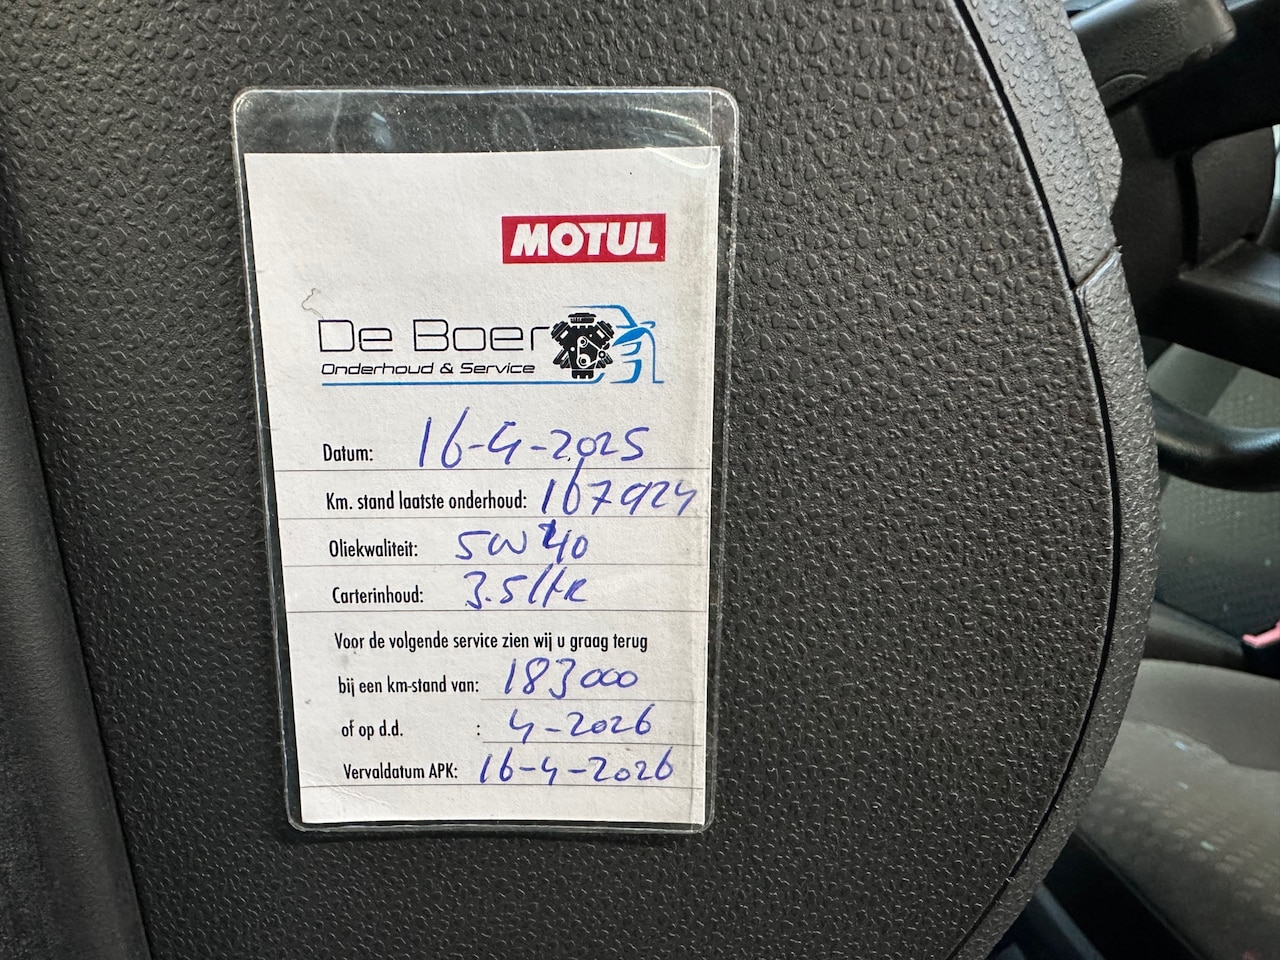 MOTUL
De Boer
Onderhoud & Service
Datum: 16-4-2025
Km. stand laatste onderhoud: 167924
Oliekwaliteit: 5W40
Carterinhoud: 3.5 ltR
Voor de volgende service zien wij u graag terug
bij een km-stand van: 183000
of op d.d. : 4-2026
Vervaldatum APK: 16-4-2026